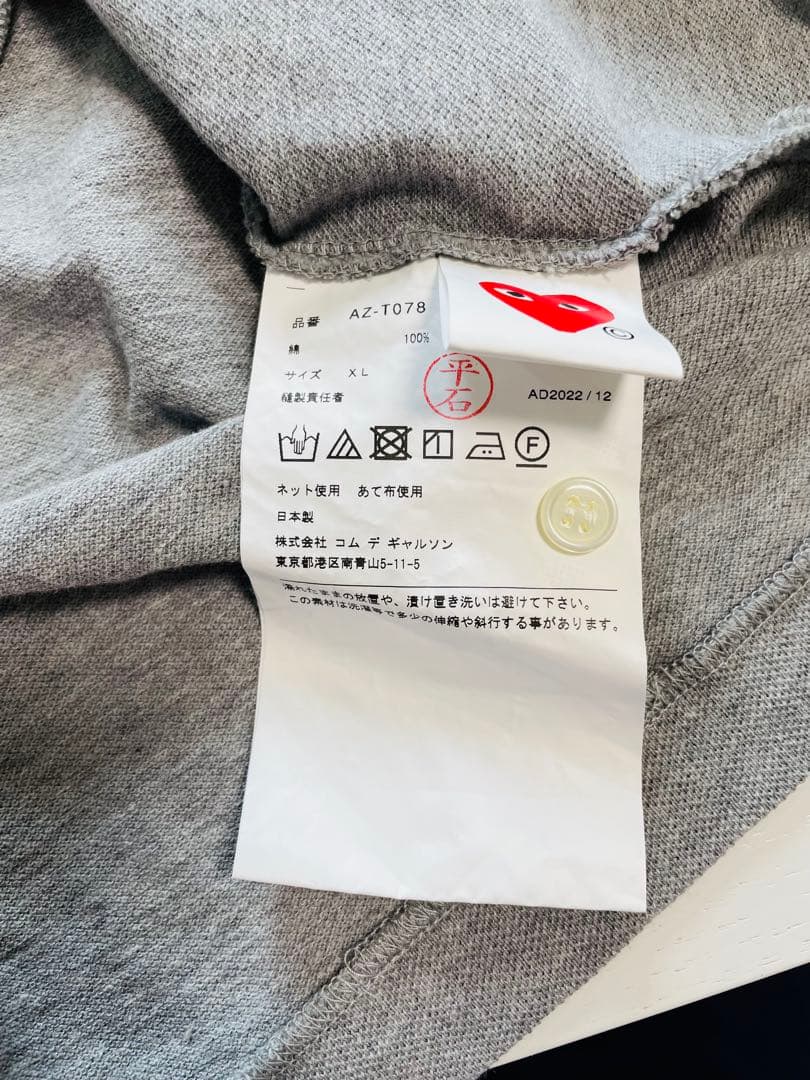 品番 AZ-T078
綿 100%
サイズ XL
縫製責任者 平石 AD2022/12
F
ネット使用 あて布使用
日本製
株式会社 コム デ ギャルソン
東京都港区南青山5-11-5
濡れたままの放置や、漬け置き洗いは避けて下さい。
この素材は洗濯等で多少の伸縮や斜行する事があります。
©